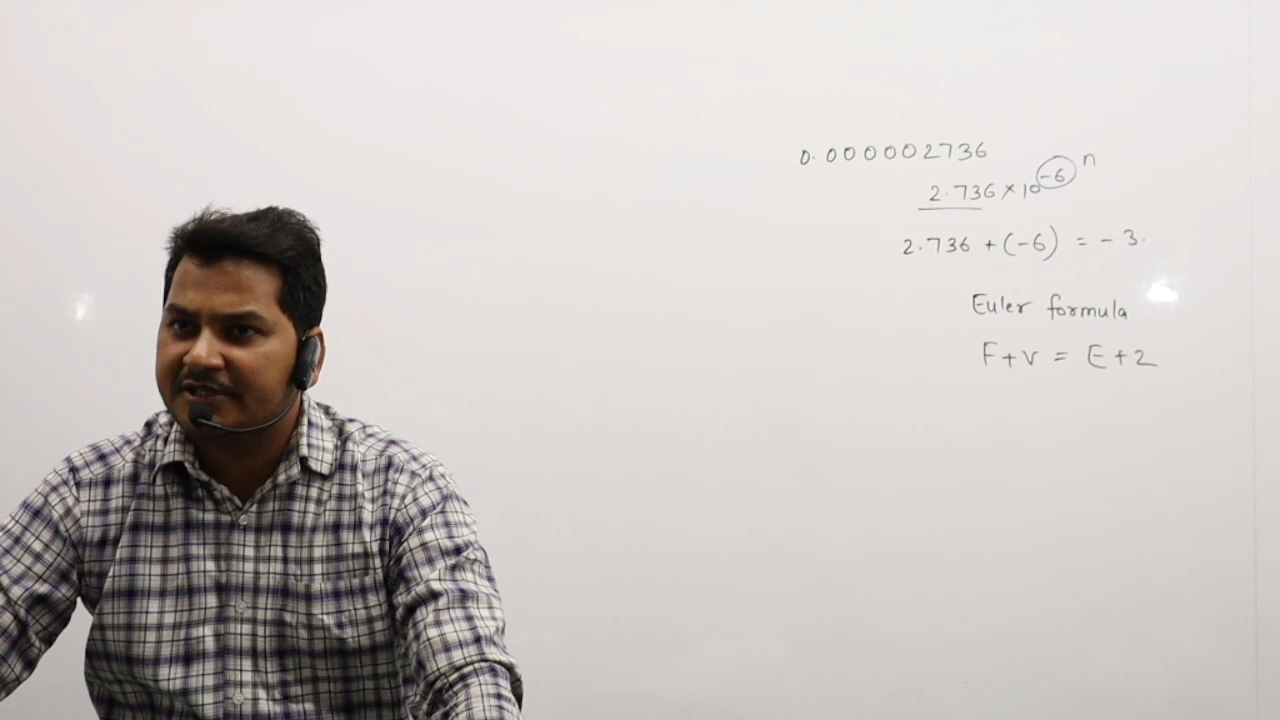 0.000002736
2.736 × 10^-6 n
2.736 + (-6) = - 3.
Euler formula
F+V = E+2